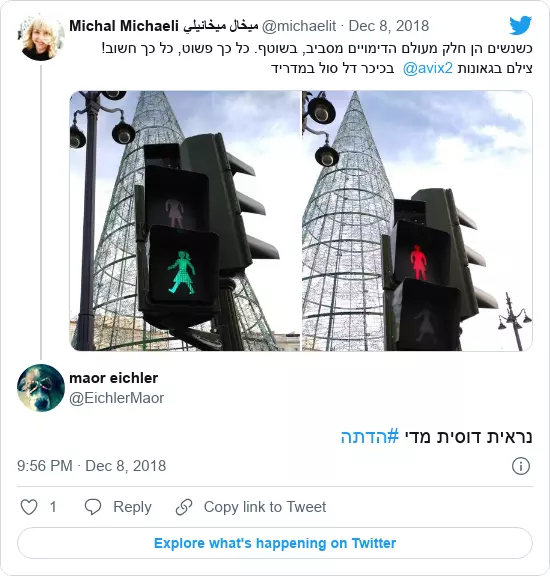 Michal Michaeli ميخال ميخائيلي @michaelit · Dec 8, 2018
כשנשים הן חלק מעולם הדימויים מסביב, בשוטף. כל כך פשוט, כל כך חשוב!
צילם בגאונות @avix2 בכיכר דל סול במדריד
maor eichler
@EichlerMaor
נראית דוסית מדי #הדתה
9:56 PM · Dec 8, 2018
1 Reply Copy link to Tweet
Explore what's happening on Twitter